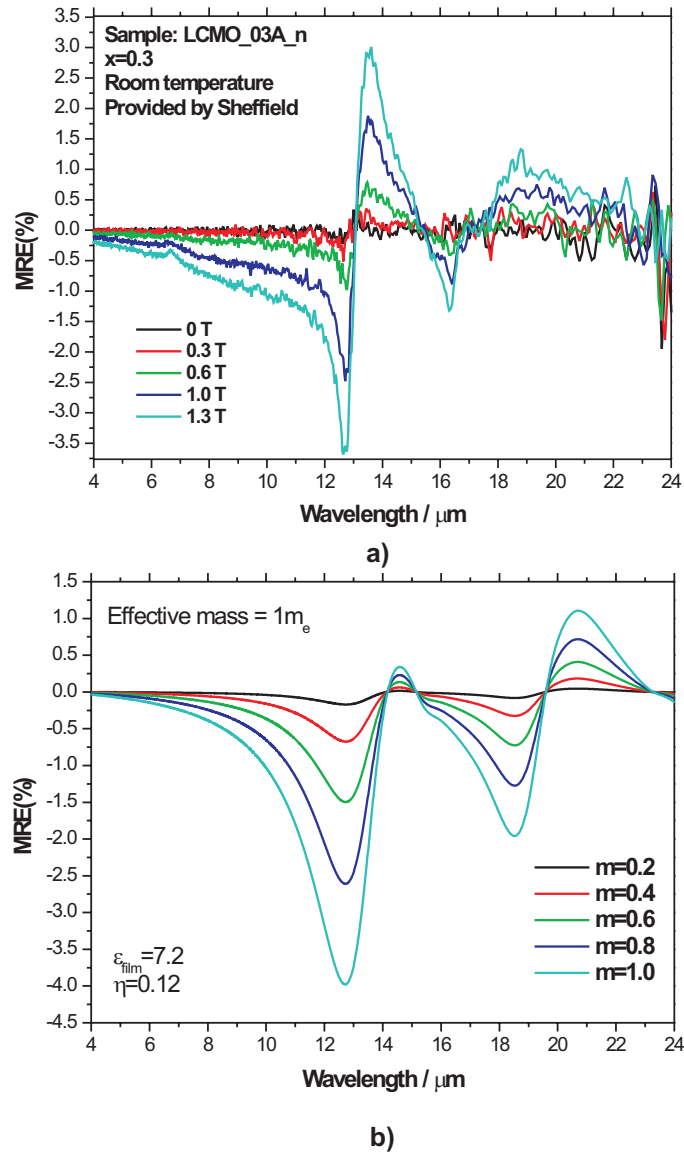 Sample: LCMO_03A_n
x=0.3
Room temperature
Provided by Sheffield
3.5
3.0
2.5
2.0
1.5
1.0
0.5
0.0
-0.5
-1.0
-1.5
-2.0
-2.5
-3.0
-3.5
MRE(%)
0 T
0.3 T
0.6 T
1.0 T
1.3 T
4 6 8 10 12 14 16 18 20 22 24
Wavelength / μm
a)
Effective mass = 1mₑ
1.5
1.0
0.5
0.0
-0.5
-1.0
-1.5
-2.0
-2.5
-3.0
-3.5
-4.0
-4.5
MRE(%)
m=0.2
m=0.4
m=0.6
m=0.8
m=1.0
ε_film=7.2
η=0.12
4 6 8 10 12 14 16 18 20 22 24
Wavelength / μm
b)